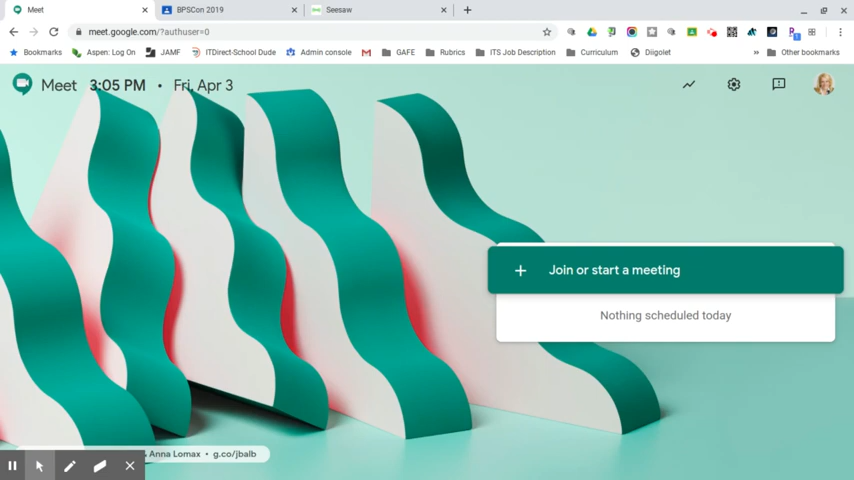 Meet
BPSCon 2019
Seesaw
meet.google.com/?authuser=0
Bookmarks
Aspen: Log On
JAMF
ITDirect-School Dude
Admin console
GAFE
Rubrics
ITS Job Description
Curriculum
Diigolet
Other bookmarks
Meet 3:05 PM • Fri, Apr 3
Join or start a meeting
Nothing scheduled today
Anna Lomax • g.co/jbalb